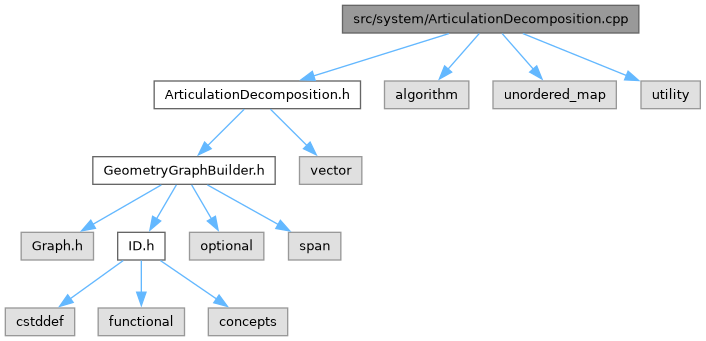 src/system/ArticulationDecomposition.cpp
ArticulationDecomposition.h
algorithm
unordered_map
utility
GeometryGraphBuilder.h
vector
Graph.h
ID.h
optional
span
cstddef
functional
concepts